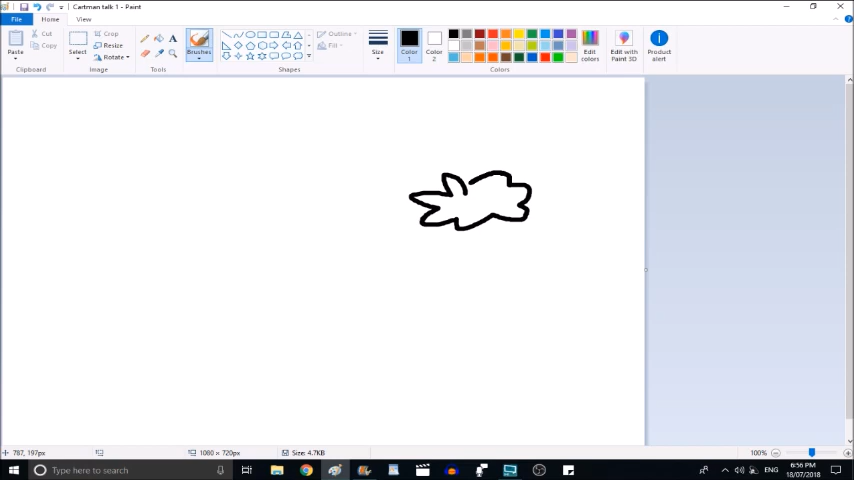 Cartman talk 1 - Paint
File
Home
View
Paste
Cut
Copy
Clipboard
Select
Crop
Resize
Rotate
Image
A
Tools
Brushes
Outline
Fill
Shapes
Size
Color
1
Color
2
Colors
Edit
colors
Edit with
Paint 3D
Product
alert
787, 197px
1080 × 720px
Size: 4.7KB
100%
Type here to search
ENG
6:56 PM
18/07/2018